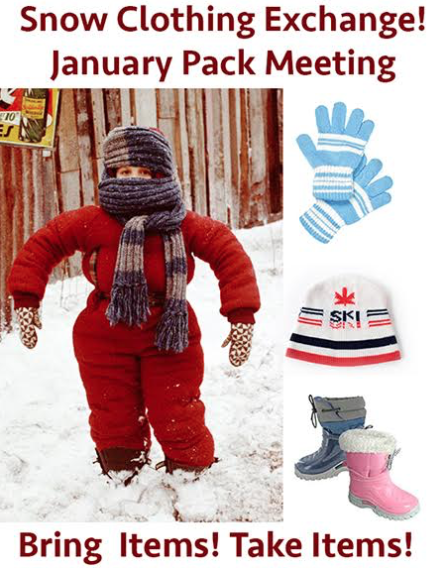 Snow Clothing Exchange!
January Pack Meeting
SKI
Bring Items! Take Items!